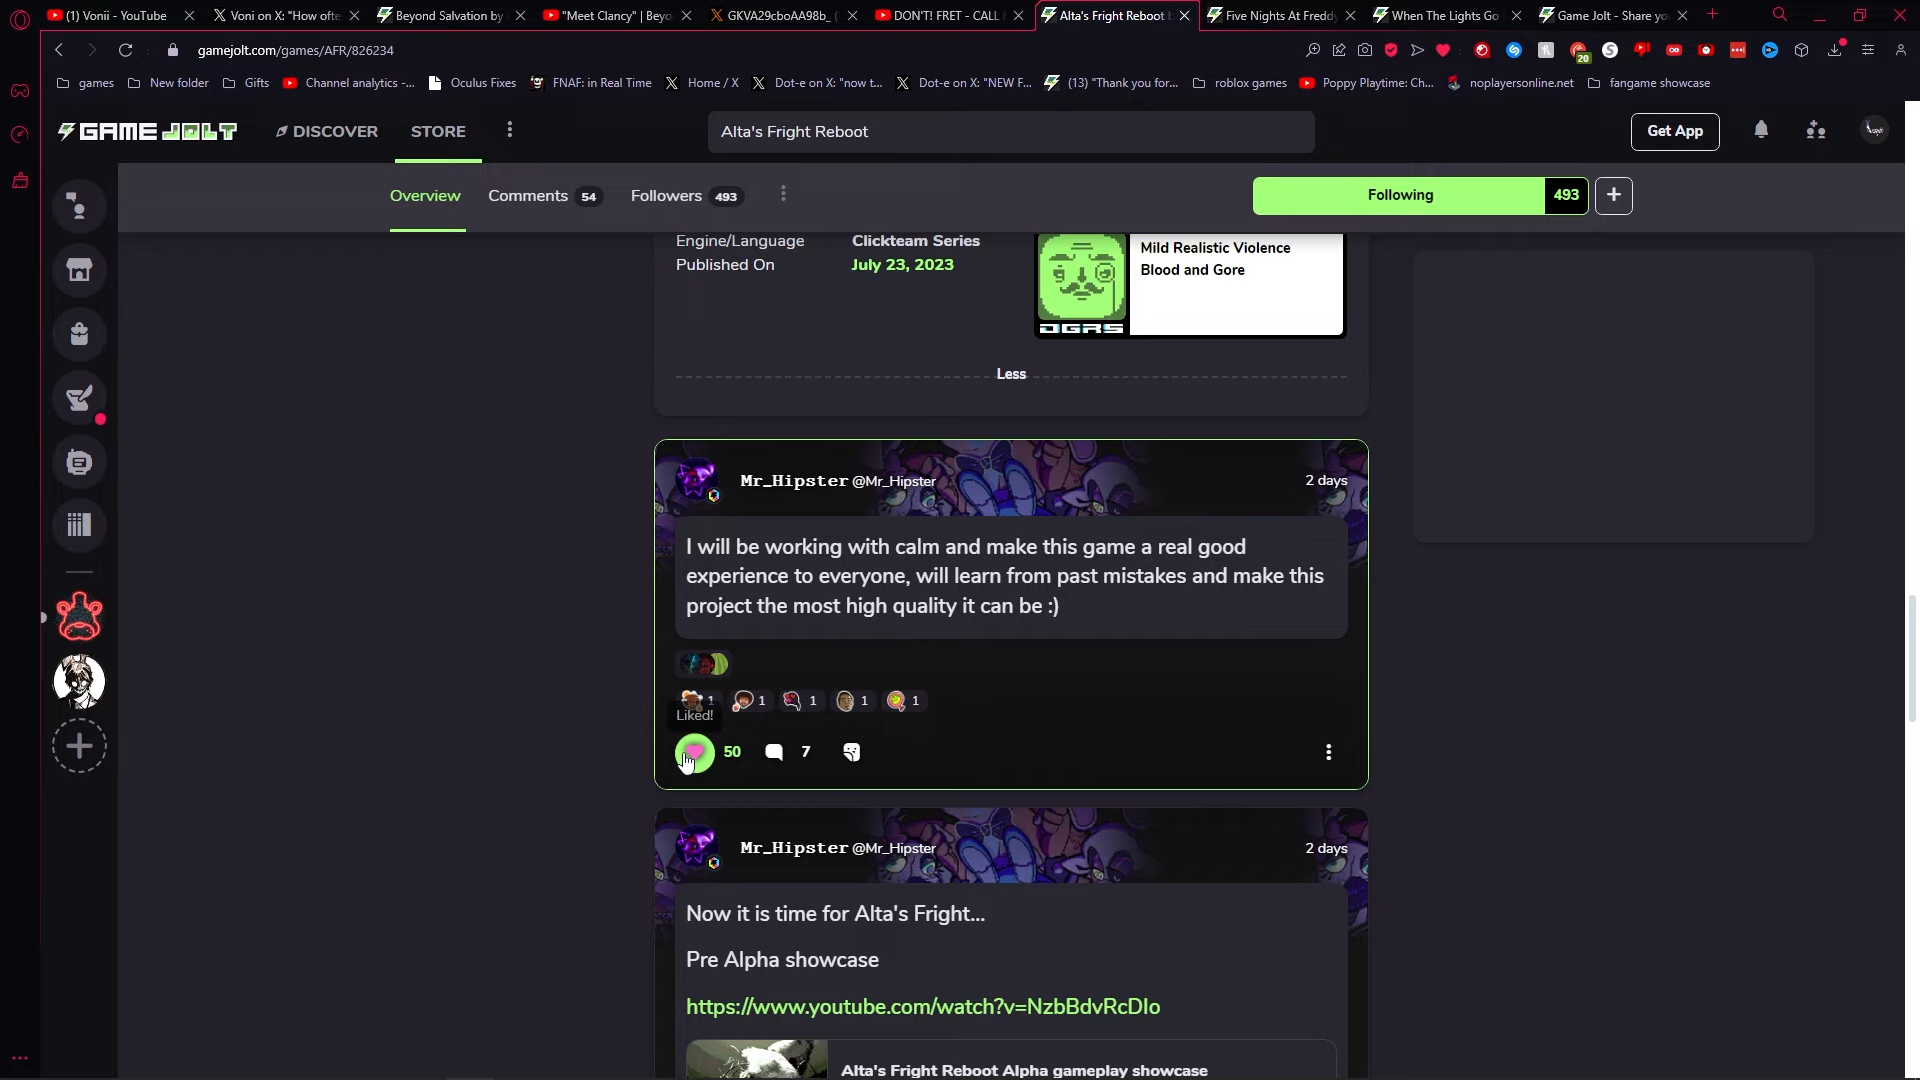 (1) Vonii - YouTube
Voni on X: "How ofte
Beyond Salvation by
"Meet Clancy" | Beyo
GKVA29cboAA98b_ (
DON'T! FRET - CALL
Alta's Fright Reboot b
Five Nights At Freddy
When The Lights Go
Game Jolt - Share yo
gamejolt.com/games/AFR/826234
20
games
New folder
Gifts
Channel analytics -...
Oculus Fixes
FNAF: in Real Time
Home / X
Dot-e on X: "now t...
Dot-e on X: "NEW F...
(13) "Thank you for...
roblox games
Poppy Playtime: Ch...
noplayersonline.net
fangame showcase
GAME JOLT
DISCOVER
STORE
Alta's Fright Reboot
Get App
Overview
Comments 54
Followers 493
Following 493
Engine/Language Clickteam Series
Published On July 23, 2023
Mild Realistic Violence
Blood and Gore
DGRS
Less
Mr_Hipster @Mr_Hipster
2 days
I will be working with calm and make this game a real good
experience to everyone, will learn from past mistakes and make this
project the most high quality it can be :)
1 1 1 1 1
Liked!
50 7
Mr_Hipster @Mr_Hipster
2 days
Now it is time for Alta's Fright...
Pre Alpha showcase
https://www.youtube.com/watch?v=NzbBdvRcDIo
Alta's Fright Reboot Alpha gameplay showcase